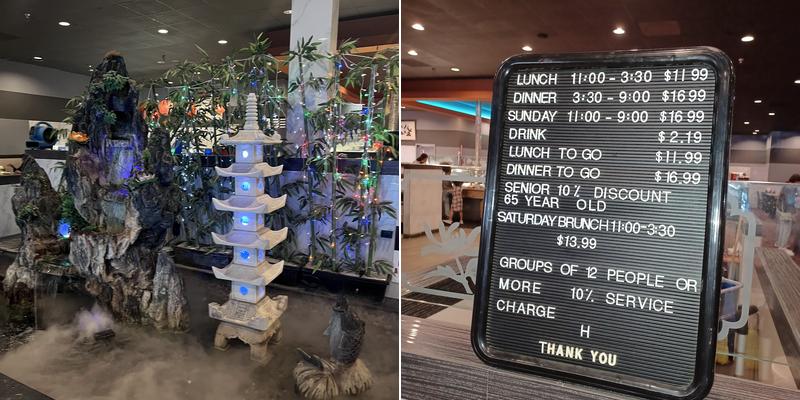 LUNCH 11:00 - 3:30 $11 99
DINNER 3:30 - 9:00 $16 99
SUNDAY 11:00 - 9:00 $16 99
DRINK $ 2.19
LUNCH TO GO $11.99
DINNER TO GO $16.99
SENIOR 10% DISCOUNT
65 YEAR OLD
SATURDAY BRUNCH 11:00-3:30
$13.99
GROUPS OF 12 PEOPLE OR
MORE 10% SERVICE
CHARGE
H
THANK YOU